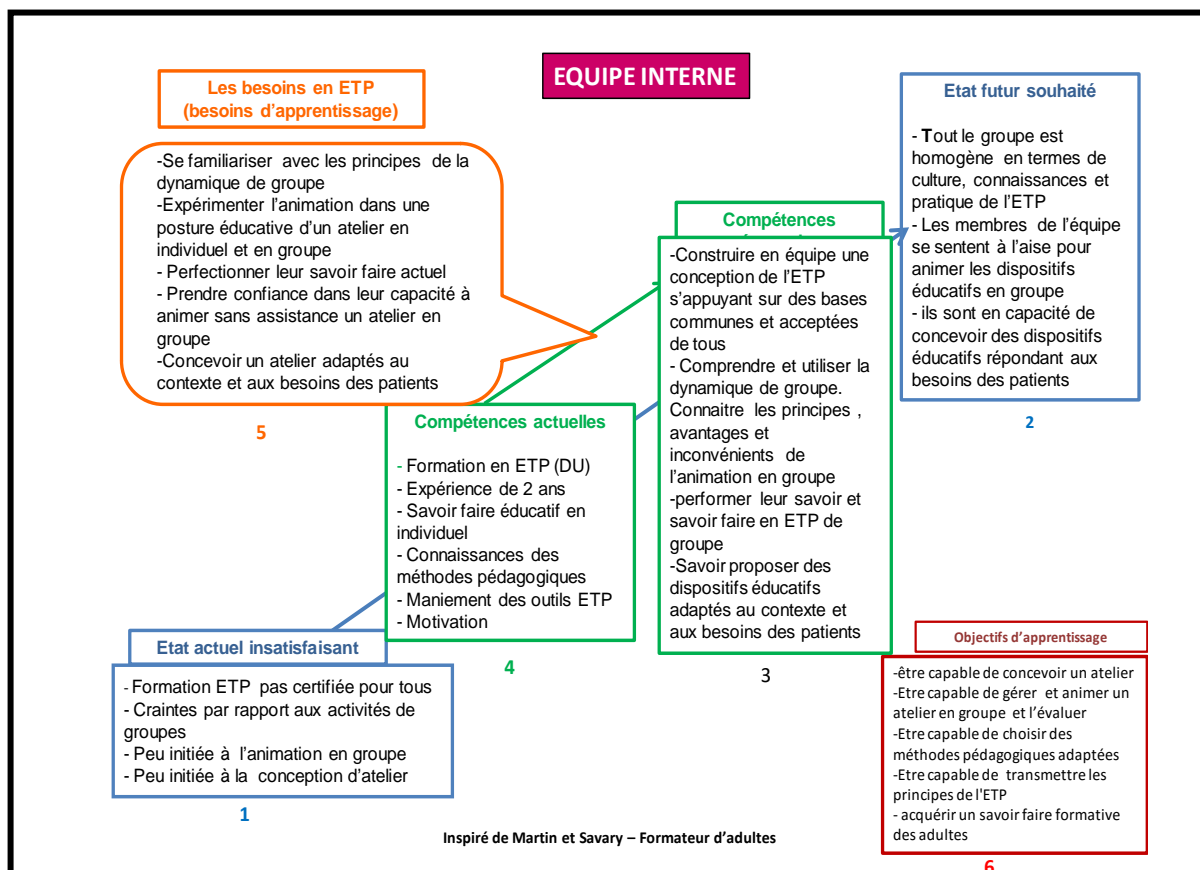 EQUIPE INTERNE
Les besoins en ETP
(besoins d'apprentissage)
-Se familiariser avec les principes de la
dynamique de groupe
-Expérimenter l'animation dans une
posture éducative d'un atelier en
individuel et en groupe
- Perfectionner leur savoir faire actuel
- Prendre confiance dans leur capacité à
animer sans assistance un atelier en
groupe
-Concevoir un atelier adaptés au
contexte et aux besoins des patients
5
Etat futur souhaité
- Tout le groupe est
homogène en termes de
culture, connaissances et
pratique de l'ETP
- Les membres de l'équipe
se sentent à l'aise pour
animer les dispositifs
éducatifs en groupe
- ils sont en capacité de
concevoir des dispositifs
éducatifs répondant aux
besoins des patients
2
Compétences
-Construire en équipe une
conception de l'ETP
s'appuyant sur des bases
communes et acceptées
de tous
- Comprendre et utiliser la
dynamique de groupe.
Connaitre les principes ,
avantages et
inconvénients de
l'animation en groupe
-performer leur savoir et
savoir faire en ETP de
groupe
-Savoir proposer des
dispositifs éducatifs
adaptés au contexte et
aux besoins des patients
3
Compétences actuelles
- Formation en ETP (DU)
- Expérience de 2 ans
- Savoir faire éducatif en
individuel
- Connaissances des
méthodes pédagogiques
- Maniement des outils ETP
- Motivation
4
Etat actuel insatisfaisant
- Formation ETP pas certifiée pour tous
- Craintes par rapport aux activités de
groupes
- Peu initiée à l'animation en groupe
- Peu initiée à la conception d'atelier
1
Objectifs d'apprentissage
-être capable de concevoir un atelier
-Etre capable de gérer et animer un
atelier en groupe et l'évaluer
-Etre capable de choisir des
méthodes pédagogiques adaptées
-Etre capable de transmettre les
principes de l'ETP
- acquérir un savoir faire formative
des adultes
6
Inspiré de Martin et Savary – Formateur d'adultes